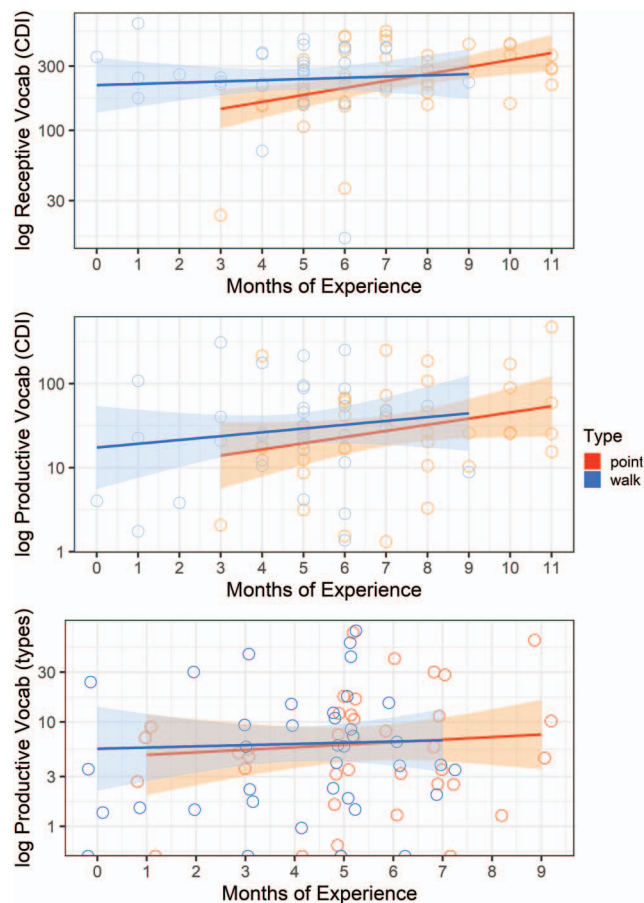 log Receptive Vocab (CDI)
300
100
30
0 1 2 3 4 5 6 7 8 9 10 11
Months of Experience
log Productive Vocab (CDI)
100
10
1
0 1 2 3 4 5 6 7 8 9 10 11
Months of Experience
Type
point
walk
log Productive Vocab (types)
30
10
3
1
0 1 2 3 4 5 6 7 8 9
Months of Experience